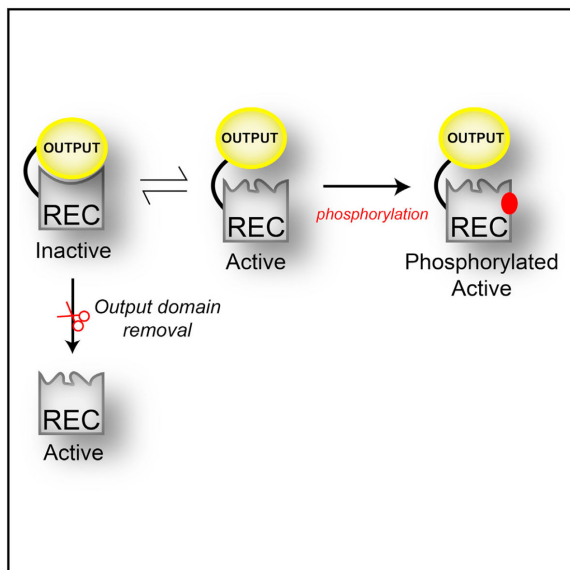 OUTPUT
REC
Inactive
OUTPUT
REC
Active
phosphorylation
OUTPUT
REC
Phosphorylated
Active
Output domain
removal
REC
Active